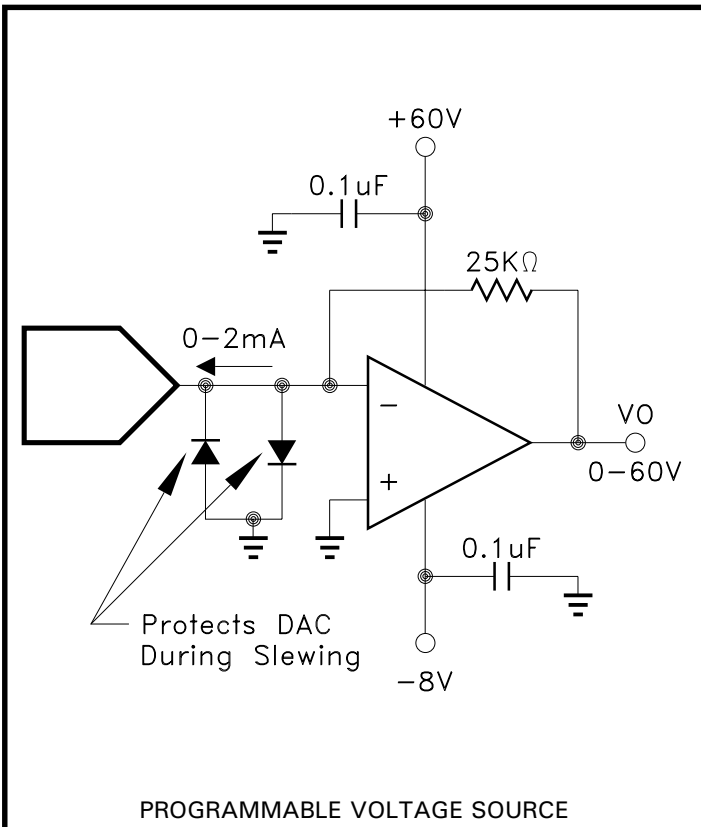 +60V
0.1uF
25KΩ
0-2mA
−
+
VO
0-60V
0.1uF
Protects DAC
During Slewing
-8V
PROGRAMMABLE VOLTAGE SOURCE